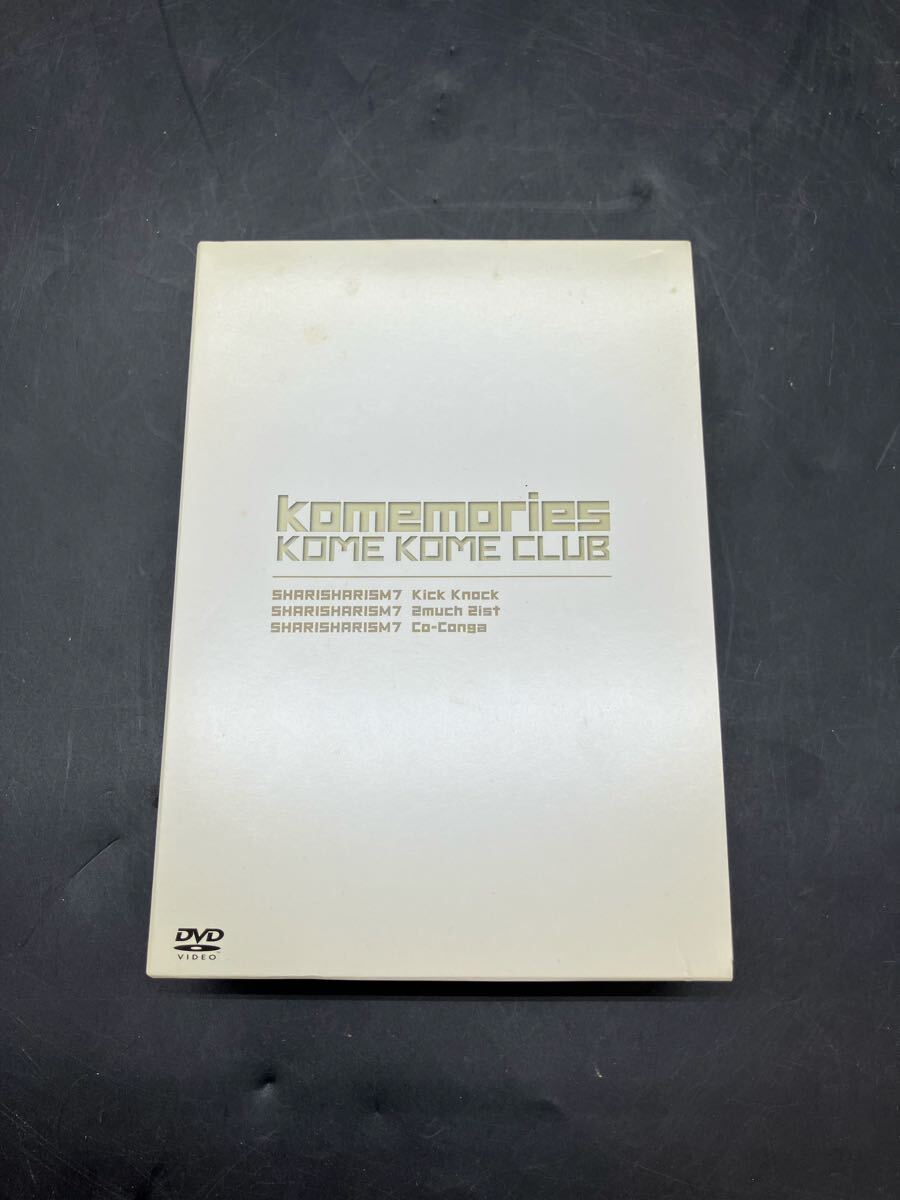 komemories
KOME KOME CLUB
SHARISHARISM7 Kick Knock
SHARISHARISM7 2much 2ist
SHARISHARISM7 Co-Conga
DVD
VIDEO